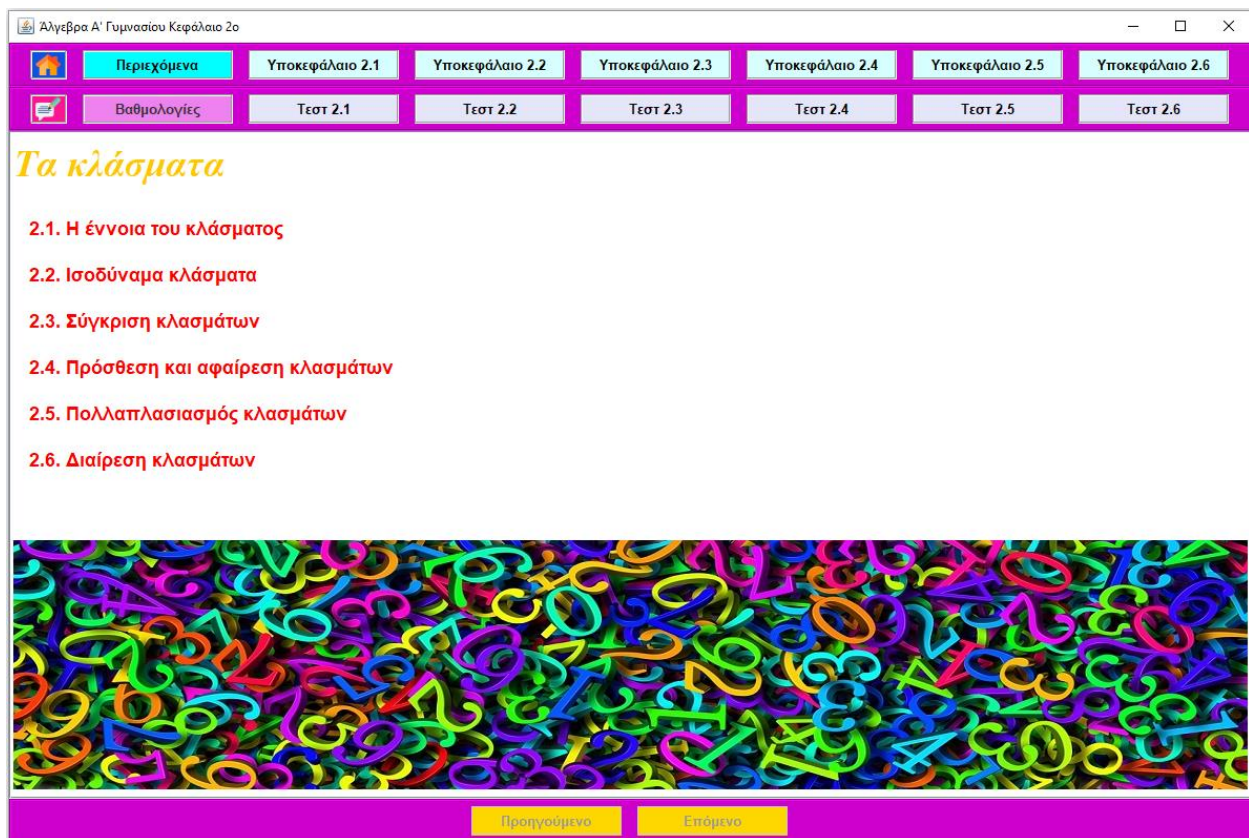 Άλγεβρα Α' Γυμνασίου Κεφάλαιο 2ο
Περιεχόμενα Υποκεφάλαιο 2.1 Υποκεφάλαιο 2.2 Υποκεφάλαιο 2.3 Υποκεφάλαιο 2.4 Υποκεφάλαιο 2.5 Υποκεφάλαιο 2.6
Βαθμολογίες Τεστ 2.1 Τεστ 2.2 Τεστ 2.3 Τεστ 2.4 Τεστ 2.5 Τεστ 2.6
Τα κλάσματα
2.1. Η έννοια του κλάσματος
2.2. Ισοδύναμα κλάσματα
2.3. Σύγκριση κλασμάτων
2.4. Πρόσθεση και αφαίρεση κλασμάτων
2.5. Πολλαπλασιασμός κλασμάτων
2.6. Διαίρεση κλασμάτων
Προηγούμενο Επόμενο